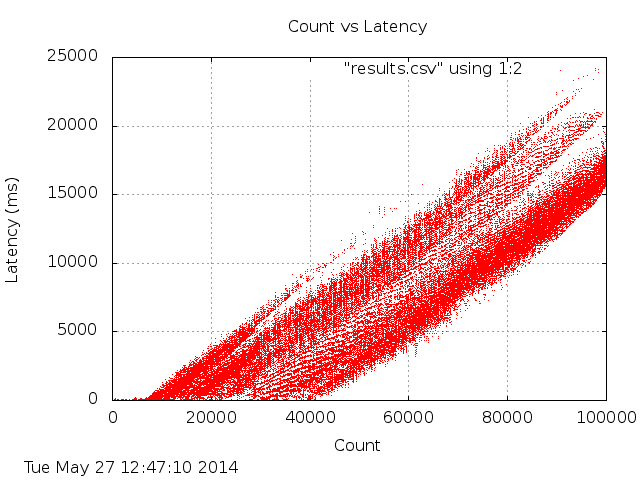 Count vs Latency
"results.csv" using 1:2
25000
20000
15000
10000
5000
0
Latency (ms)
0 20000 40000 60000 80000 100000
Count
Tue May 27 12:47:10 2014